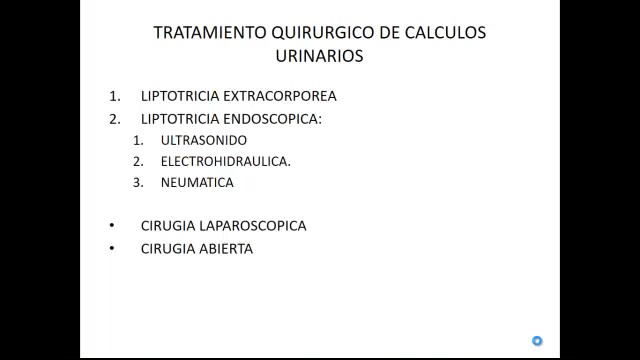 TRATAMIENTO QUIRURGICO DE CALCULOS
URINARIOS
1. LIPTOTRICIA EXTRACORPOREA
2. LIPTOTRICIA ENDOSCOPICA:
1. ULTRASONIDO
2. ELECTROHIDRAULICA.
3. NEUMATICA
• CIRUGIA LAPAROSCOPICA
• CIRUGIA ABIERTA